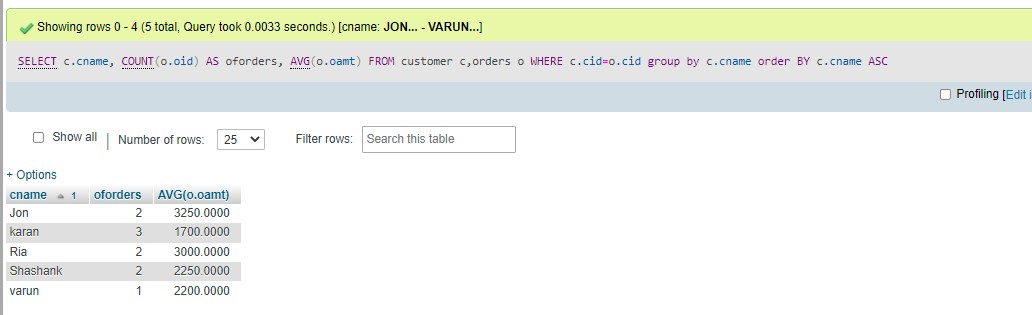 Showing rows 0 - 4 (5 total, Query took 0.0033 seconds.) [cname: JON... - VARUN...]
SELECT c.cname, COUNT(o.oid) AS oforders, AVG(o.oamt) FROM customer c,orders o WHERE c.cid=o.cid group by c.cname order BY c.cname ASC
Profiling [Edit i
Show all | Number of rows: 25 Filter rows: Search this table
+ Options
cname 1 oforders AVG(o.oamt)
Jon 2 3250.0000
karan 3 1700.0000
Ria 2 3000.0000
Shashank 2 2250.0000
varun 1 2200.0000